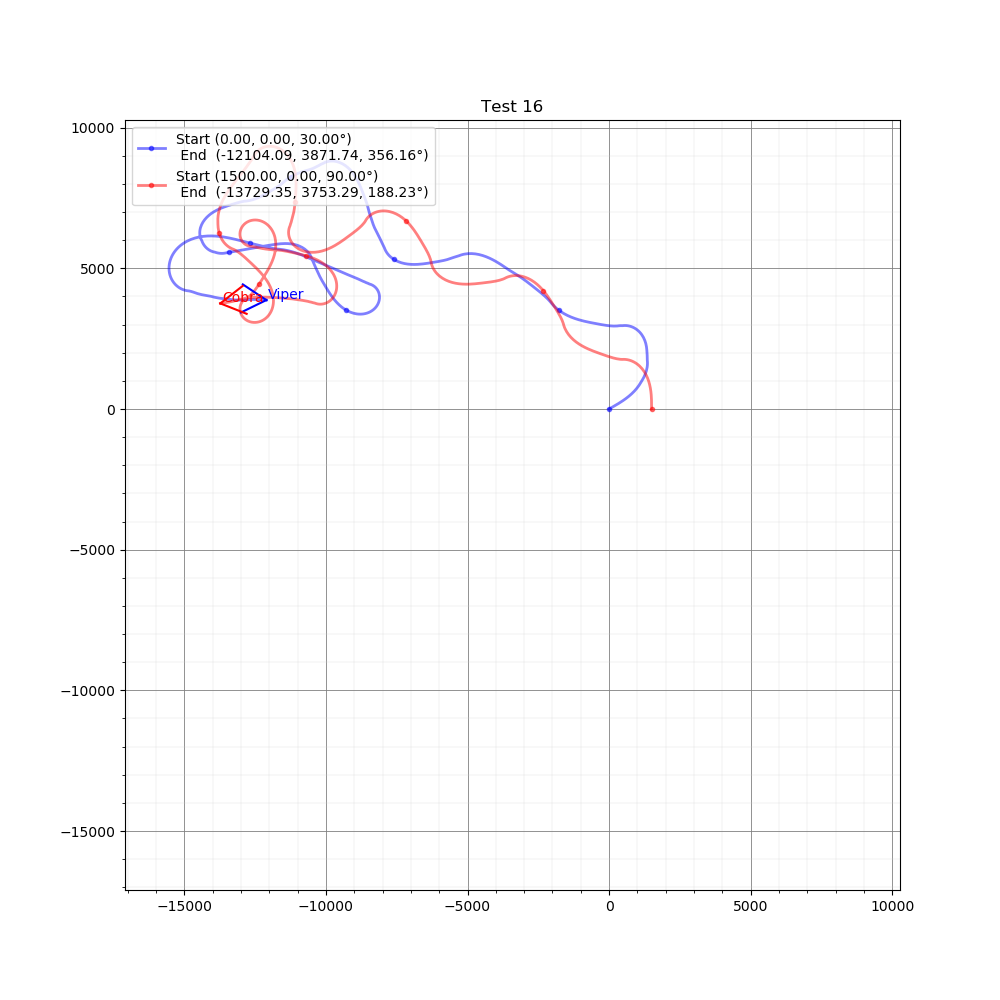 Test 16
Start (0.00, 0.00, 30.00°)
End (-12104.09, 3871.74, 356.16°)
Start (1500.00, 0.00, 90.00°)
End (-13729.35, 3753.29, 188.23°)
10000
5000
0
−5000
−10000
−15000
Cobra
Viper
−15000 −10000 −5000 0 5000 10000